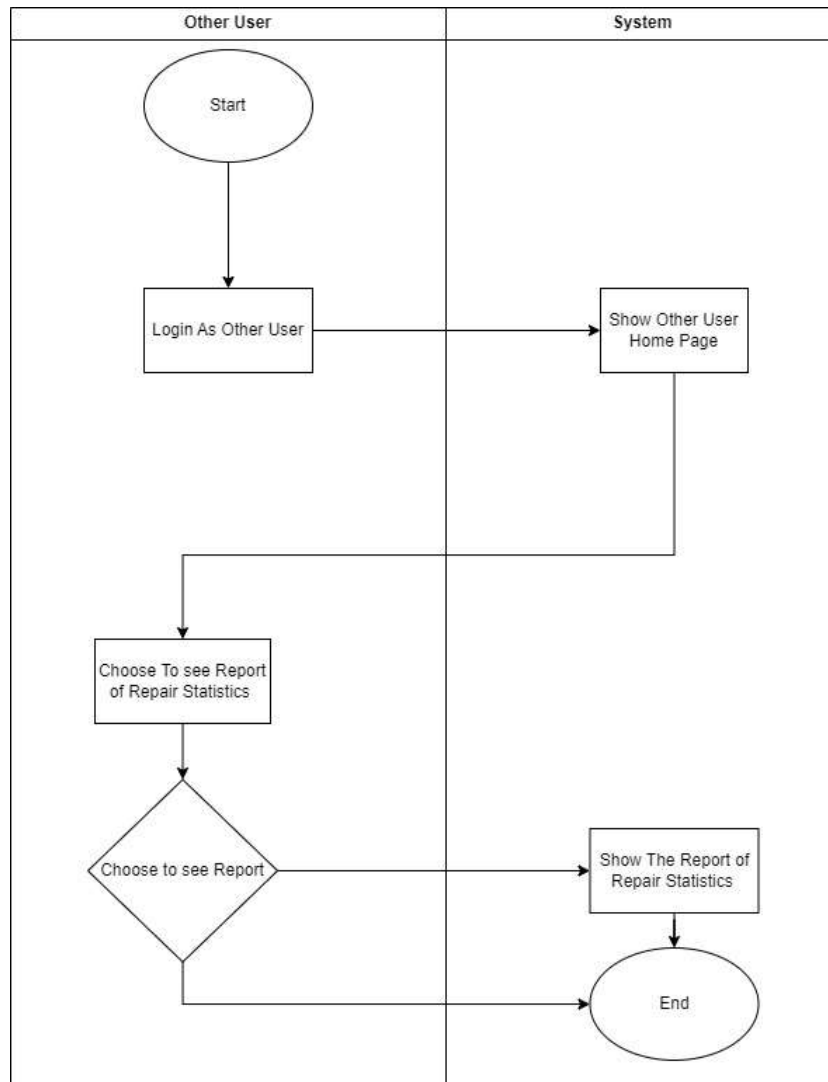 Other User
System
Start
Login As Other User
Show Other User
Home Page
Choose To see Report
of Repair Statistics
Choose to see Report
Show The Report of
Repair Statistics
End